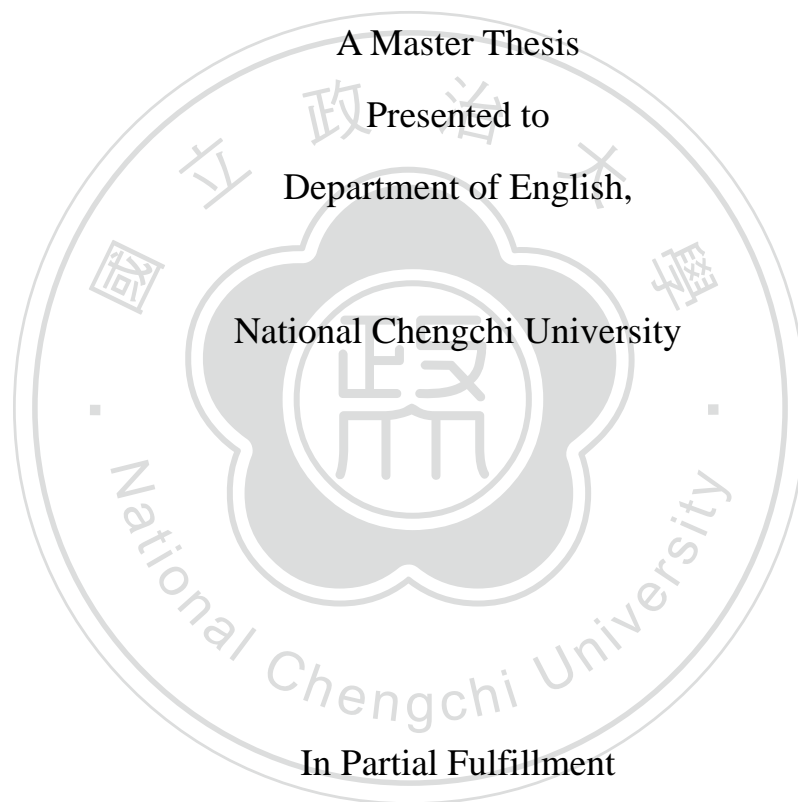 A Master Thesis
Presented to
Department of English,
National Chengchi University
In Partial Fulfillment
國立政治大學
政
National Chengchi University